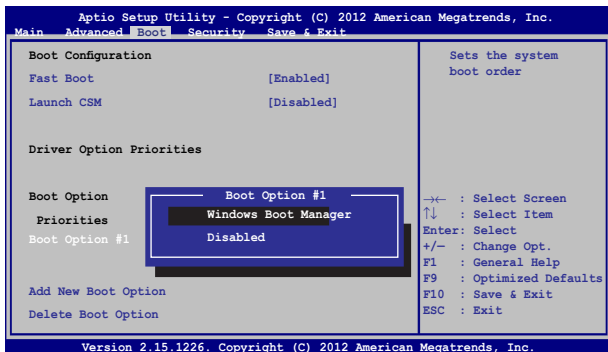 Aptio Setup Utility - Copyright (C) 2012 American Megatrends, Inc.
Main Advanced Boot Security Save & Exit
Boot Configuration
Fast Boot [Enabled]
Launch CSM [Disabled]
Driver Option Priorities
Boot Option
Priorities
Boot Option #1
Boot Option #1
Windows Boot Manager
Disabled
Add New Boot Option
Delete Boot Option
Sets the system
boot order
→← : Select Screen
↑↓ : Select Item
Enter: Select
+/— : Change Opt.
F1 : General Help
F9 : Optimized Defaults
F10 : Save & Exit
ESC : Exit
Version 2.15.1226. Copyright (C) 2012 American Megatrends, Inc.